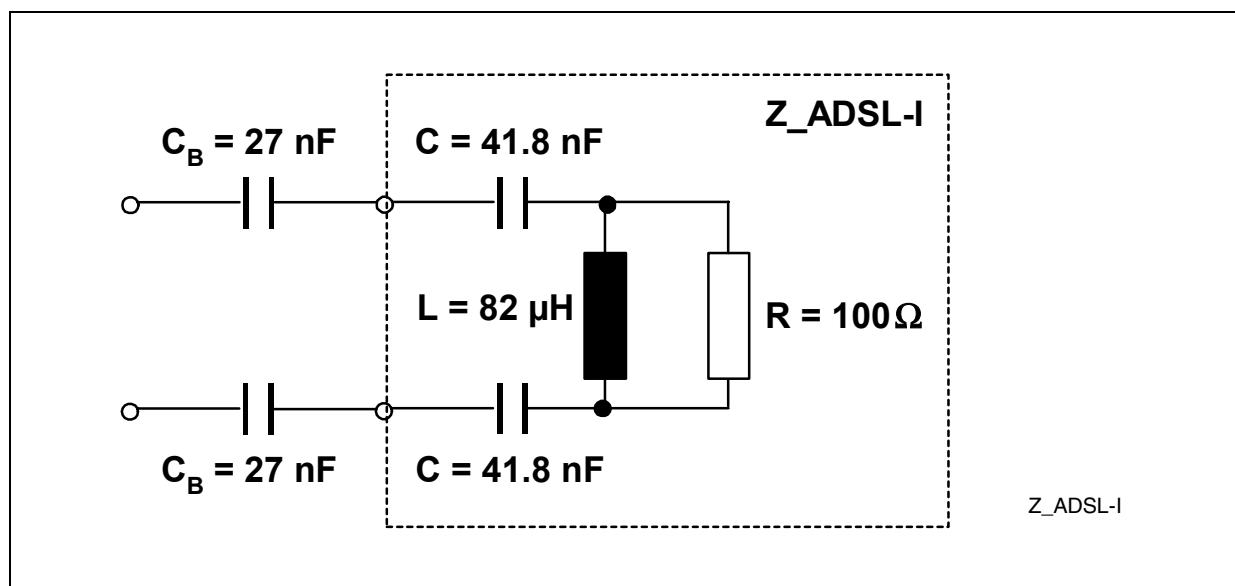 Z_ADSL-I
C_B = 27 nF
C = 41.8 nF
L = 82 µH
R = 100Ω
C_B = 27 nF
C = 41.8 nF
Z_ADSL-I